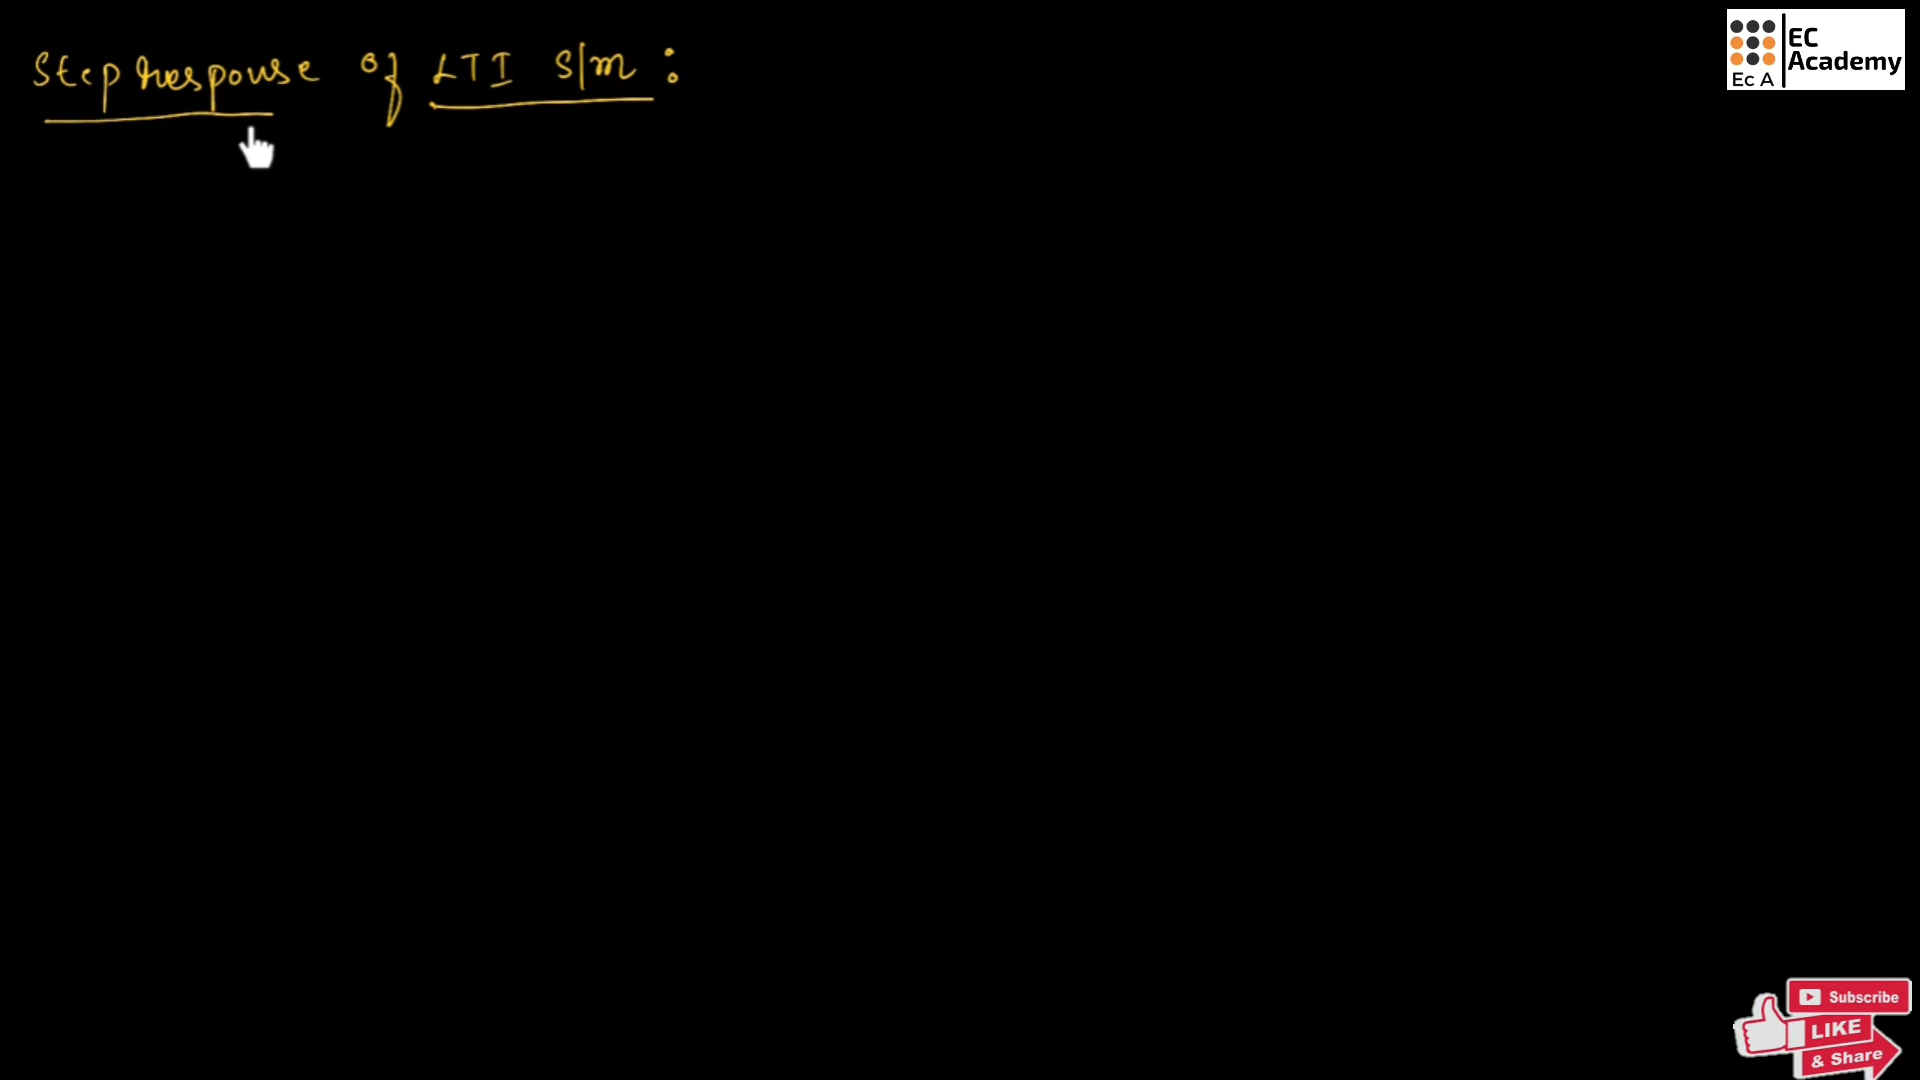 Step response of LTI S/m :
EC
Academy
Ec A
Subscribe
LIKE
& Share